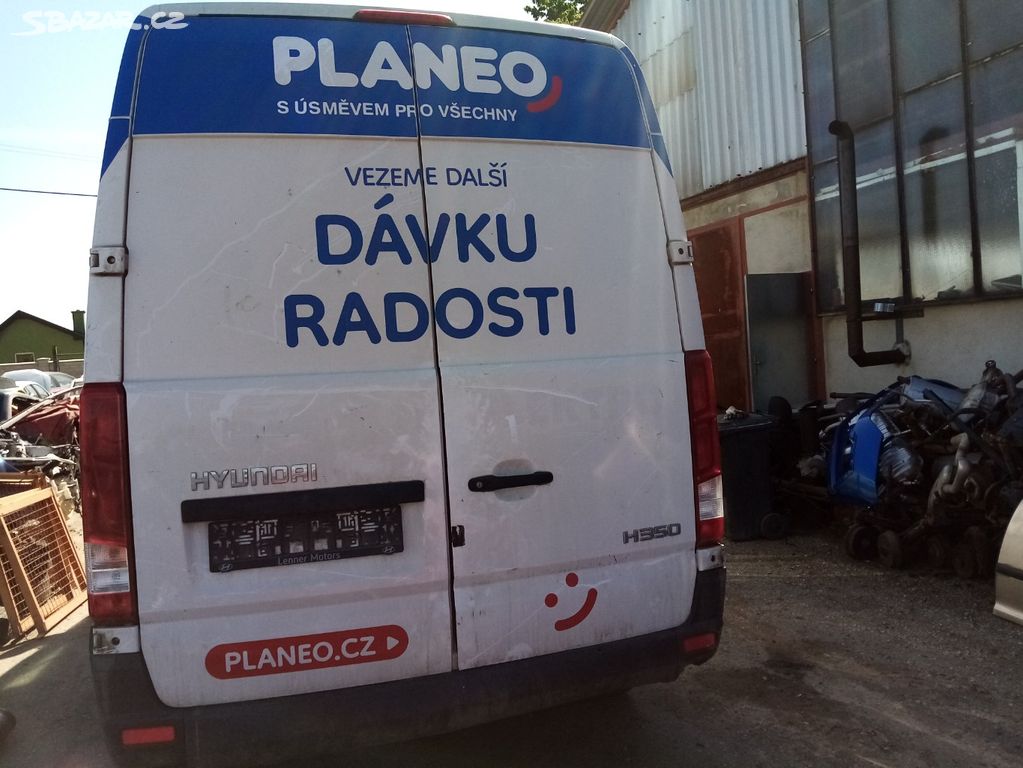 SBAZAR.CZ
PLANEO
S ÚSMĚVEM PRO VŠECHNY
VEZEME DALŠÍ
DÁVKU
RADOSTI
HYUNDAI
H350
Lenner Motors
PLANEO.CZ